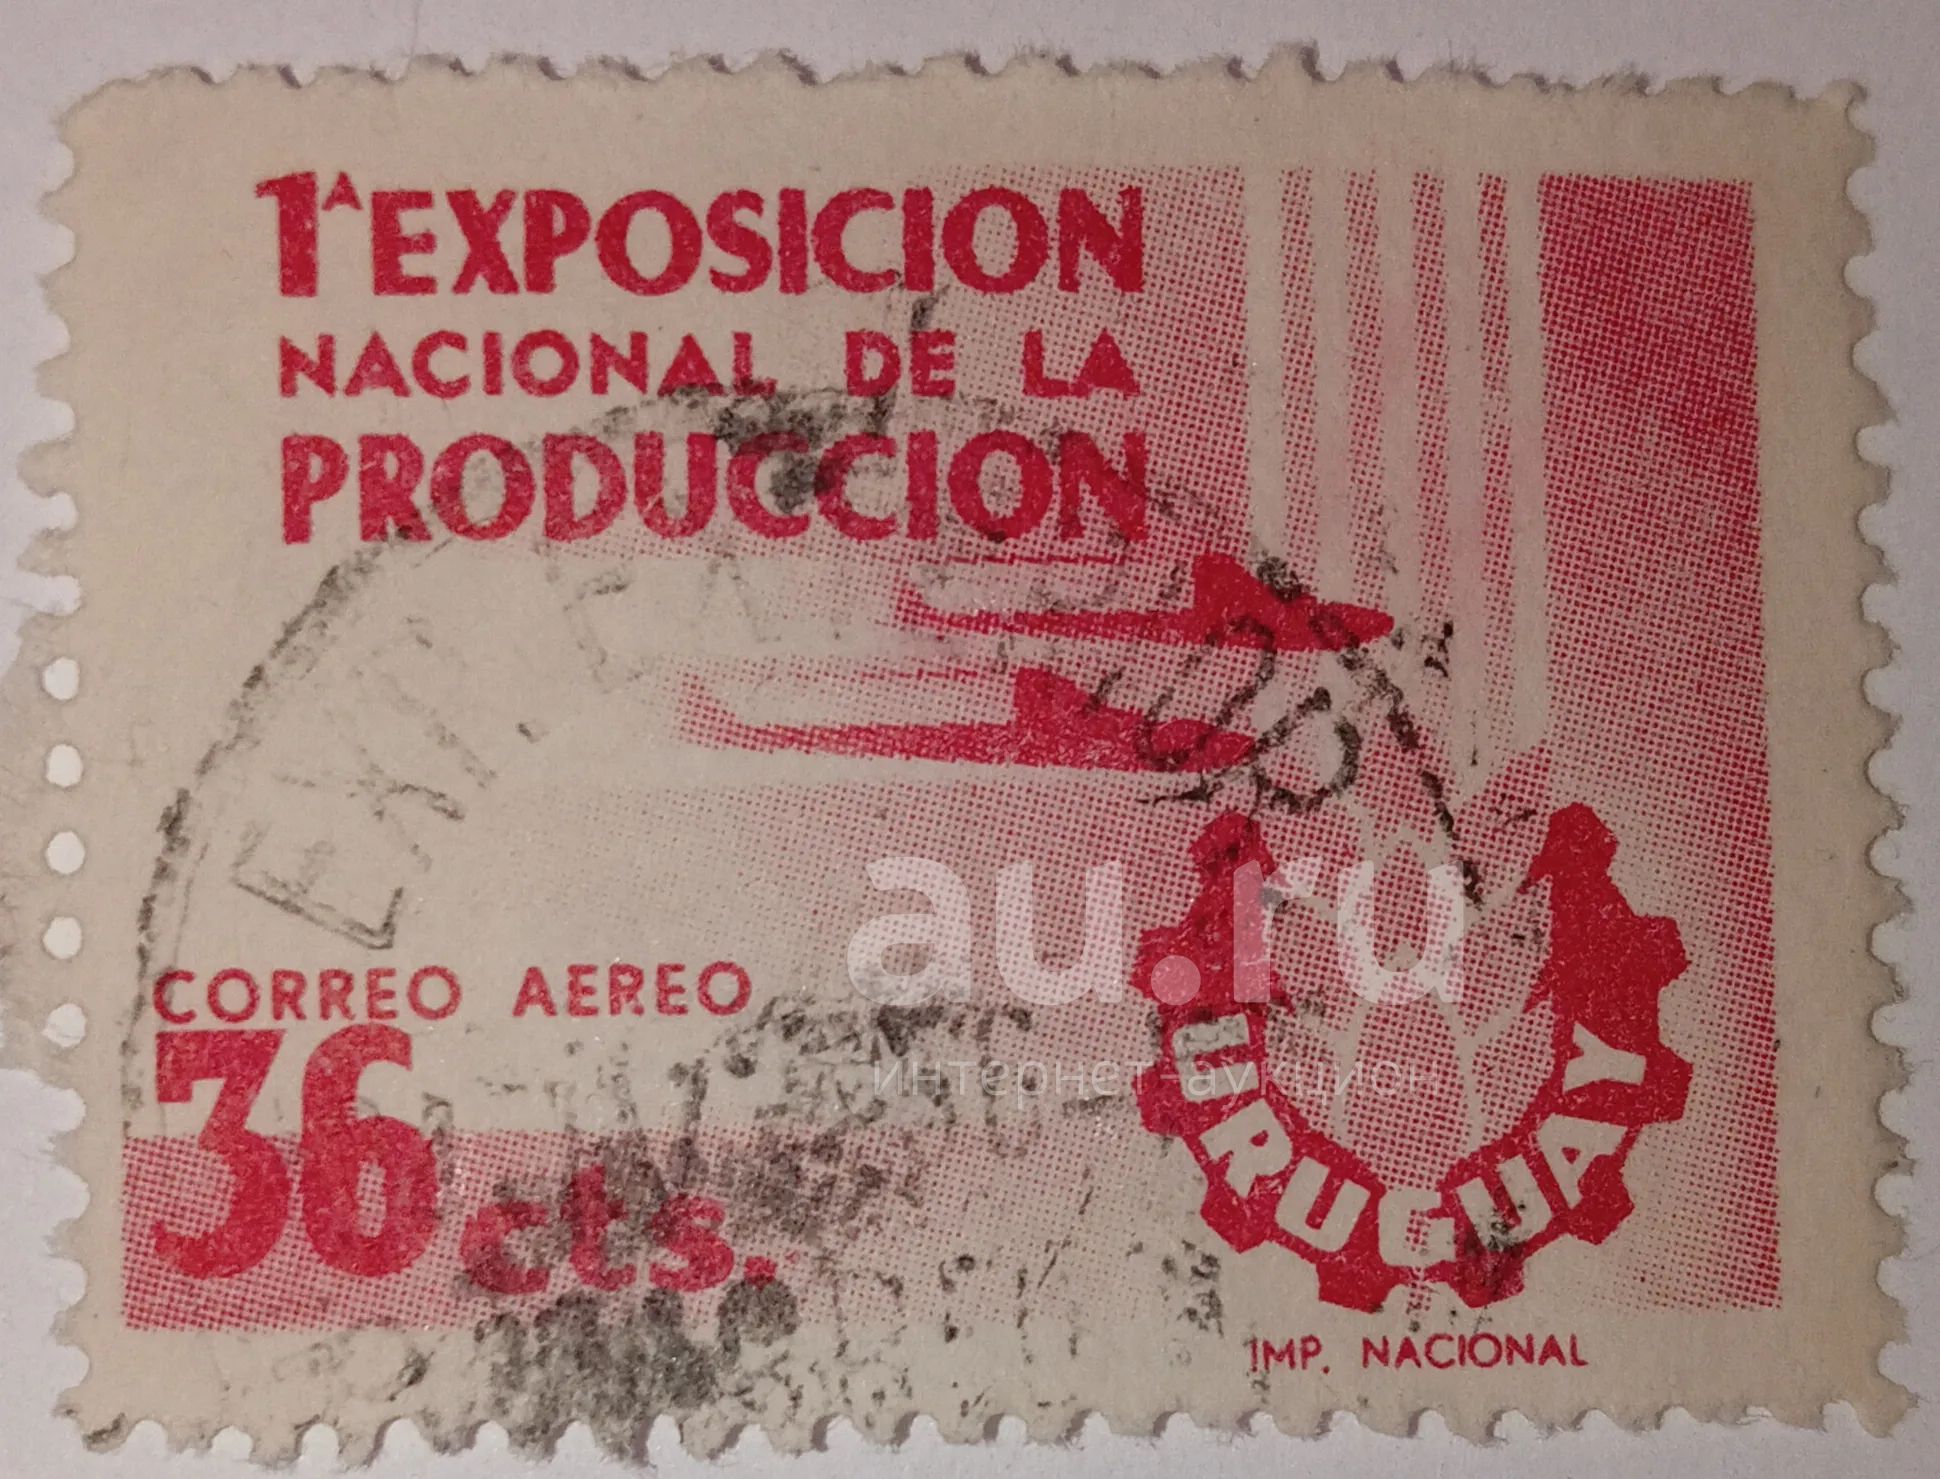 1ᴬ EXPOSICION
NACIONAL DE LA
PRODUCCION
CORREO AEREO
36 cts.
au.ru
интернет-аукцион
URUGUAY
IMP. NACIONAL